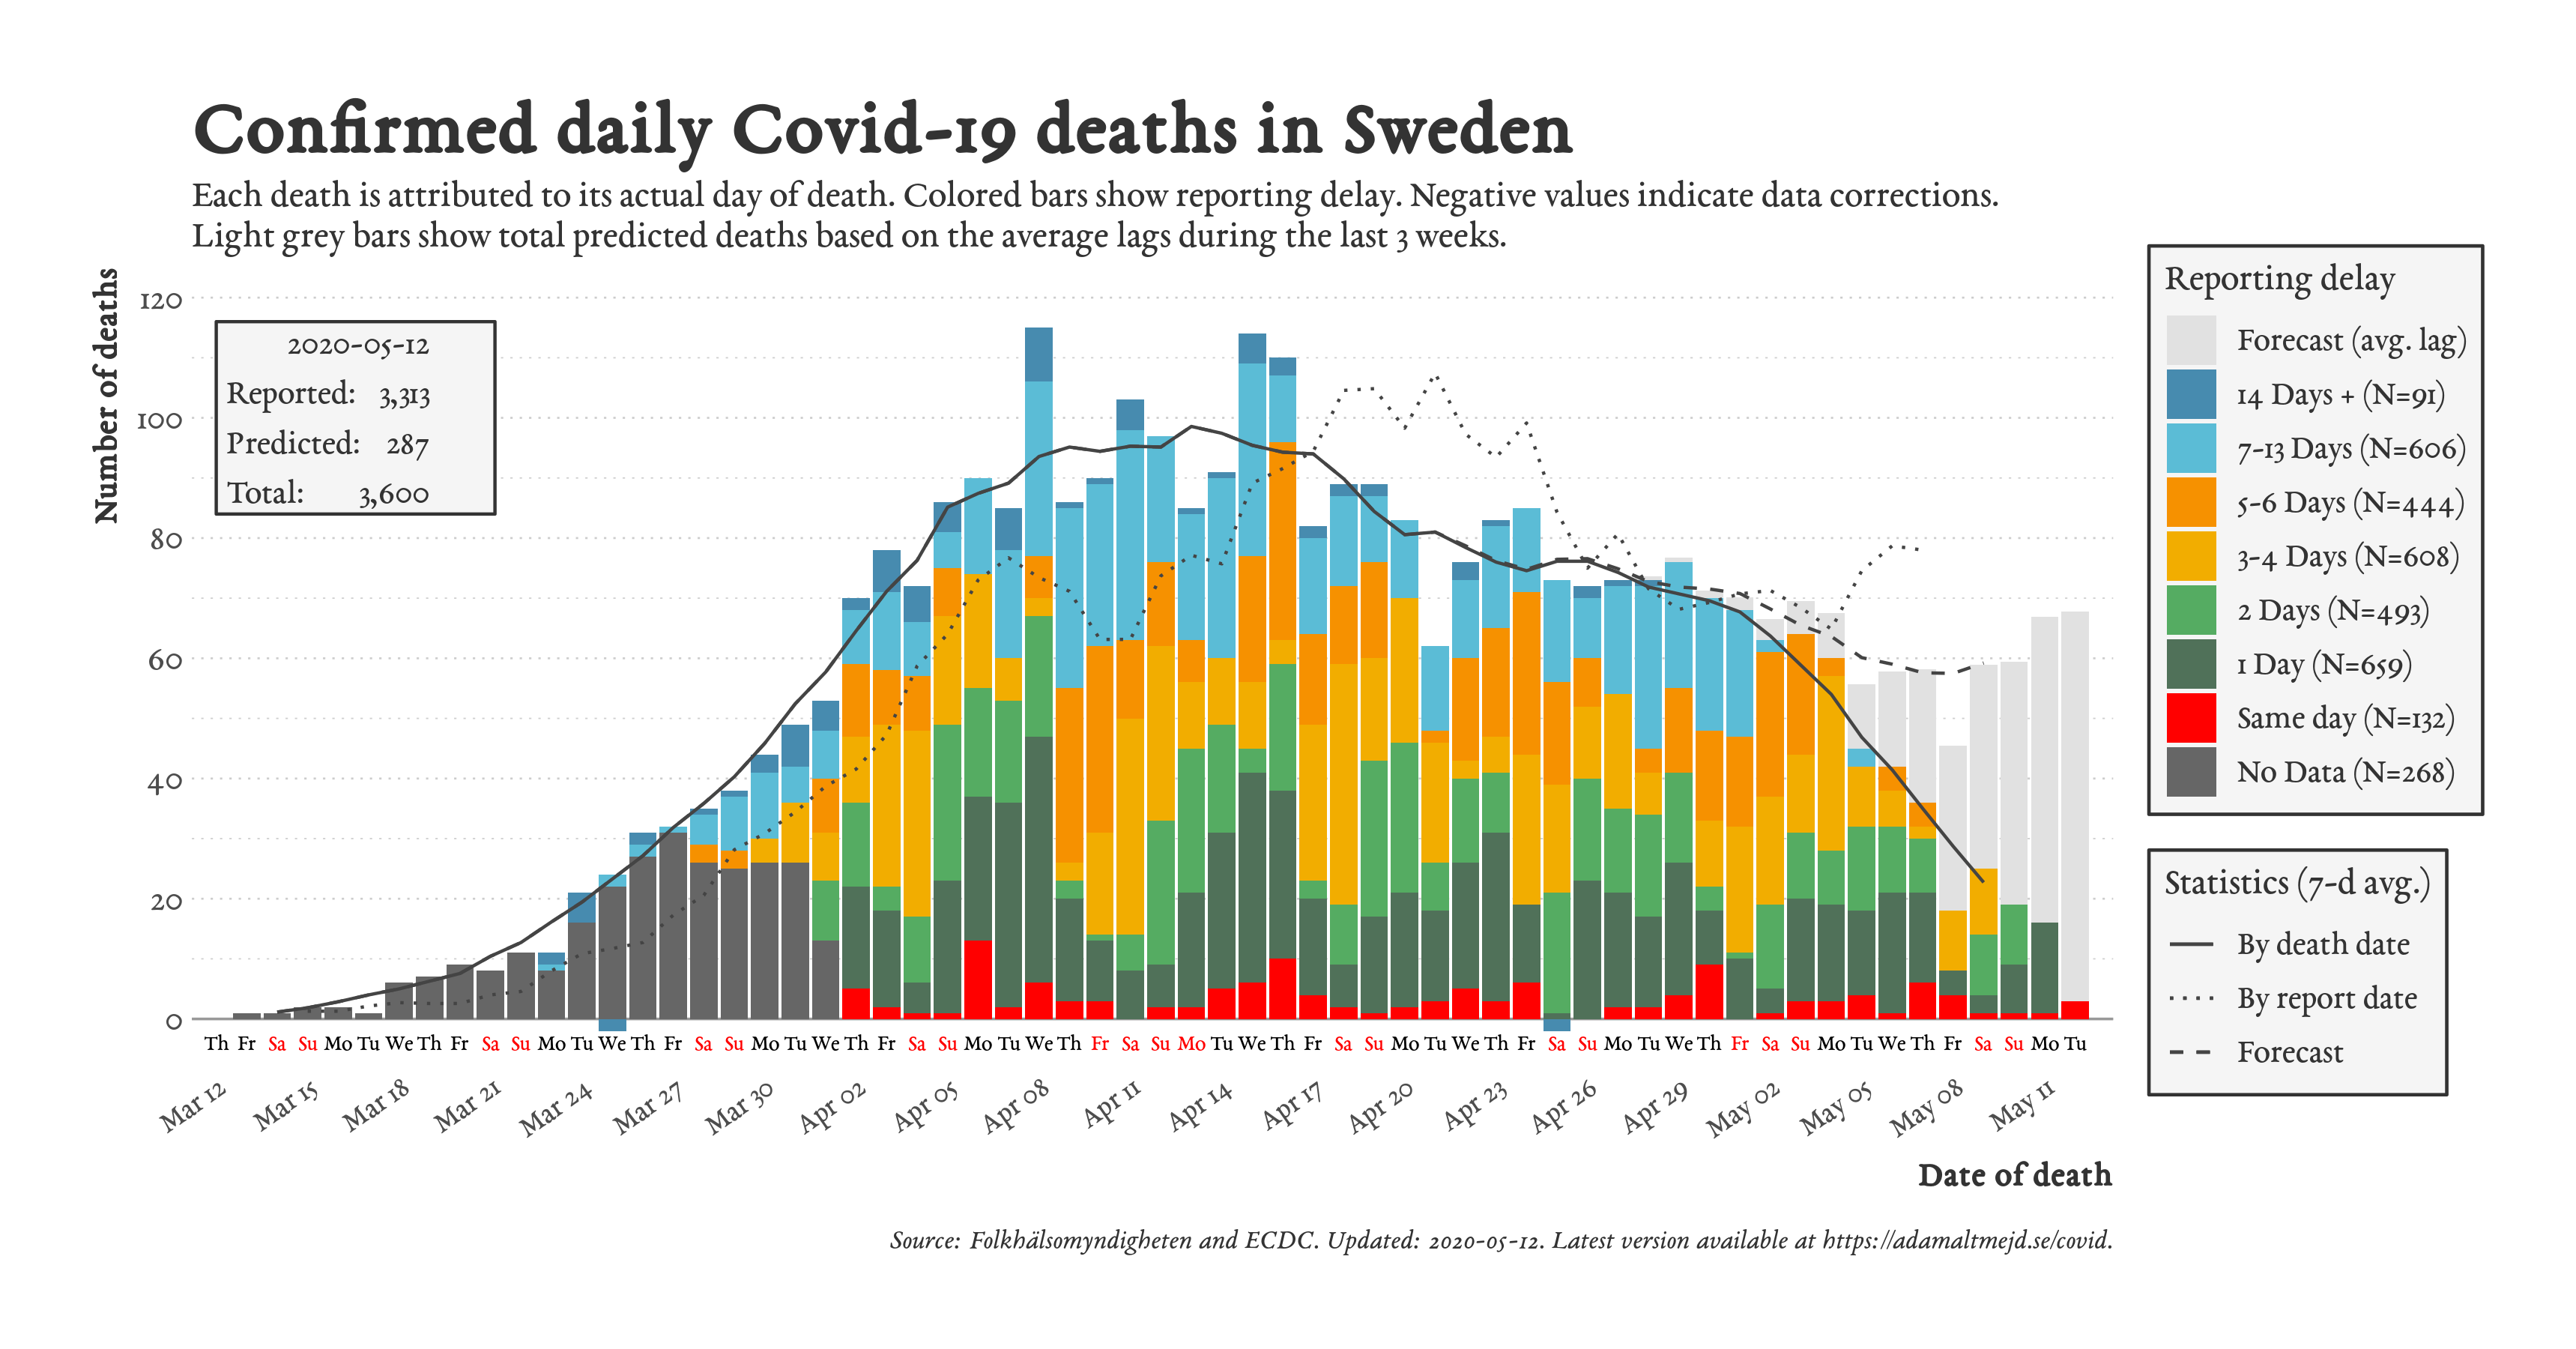 Confirmed daily Covid-19 deaths in Sweden
Each death is attributed to its actual day of death. Colored bars show reporting delay. Negative values indicate data corrections.
Light grey bars show total predicted deaths based on the average lags during the last 3 weeks.
Number of deaths
120
100
80
60
40
20
0
2020-05-12
Reported: 3,313
Predicted: 287
Total: 3,600
Th Fr Sa Su Mo Tu We Th Fr Sa Su Mo Tu We Th Fr Sa Su Mo Tu We Th Fr Sa Su Mo Tu We Th Fr Sa Su Mo Tu We Th Fr Sa Su Mo Tu We Th Fr Sa Su Mo Tu We Th Fr Sa Su Mo Tu We Th Fr Sa Su Mo Tu
Mar 12 Mar 15 Mar 18 Mar 21 Mar 24 Mar 27 Mar 30 Apr 02 Apr 05 Apr 08 Apr 11 Apr 14 Apr 17 Apr 20 Apr 23 Apr 26 Apr 29 May 02 May 05 May 08 May 11
Date of death
Reporting delay
Forecast (avg. lag)
14 Days + (N=91)
7-13 Days (N=606)
5-6 Days (N=444)
3-4 Days (N=608)
2 Days (N=493)
1 Day (N=659)
Same day (N=132)
No Data (N=268)
Statistics (7-d avg.)
By death date
By report date
Forecast
Source: Folkhälsomyndigheten and ECDC. Updated: 2020-05-12. Latest version available at https://adamaltmejd.se/covid.